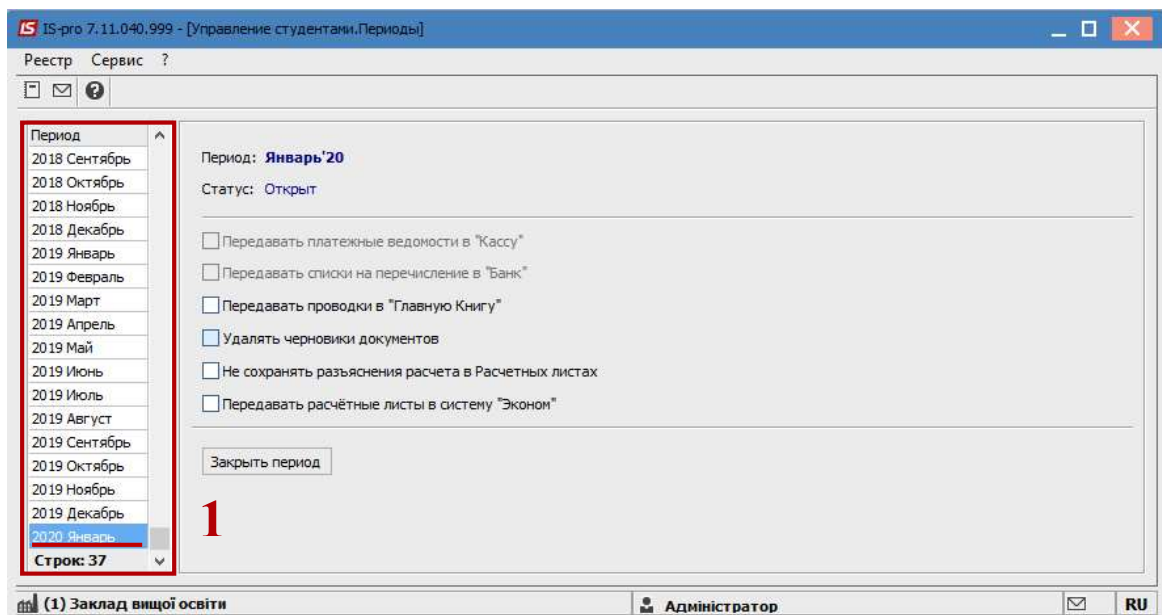 IS-pro 7.11.040.999 - [Управление студентами.Периоды]
Реестр Сервис ?
Период
2018 Сентябрь
2018 Октябрь
2018 Ноябрь
2018 Декабрь
2019 Январь
2019 Февраль
2019 Март
2019 Апрель
2019 Май
2019 Июнь
2019 Июль
2019 Август
2019 Сентябрь
2019 Октябрь
2019 Ноябрь
2019 Декабрь
2020 Январь
Строк: 37
Период: Январь'20
Статус: Открыт
Передавать платежные ведомости в "Кассу"
Передавать списки на перечисление в "Банк"
Передавать проводки в "Главную Книгу"
Удалять черновики документов
Не сохранять разъяснения расчета в Расчетных листах
Передавать расчётные листы в систему "Эконом"
Закрыть период
1
(1) Заклад вищої освіти
Адміністратор
RU